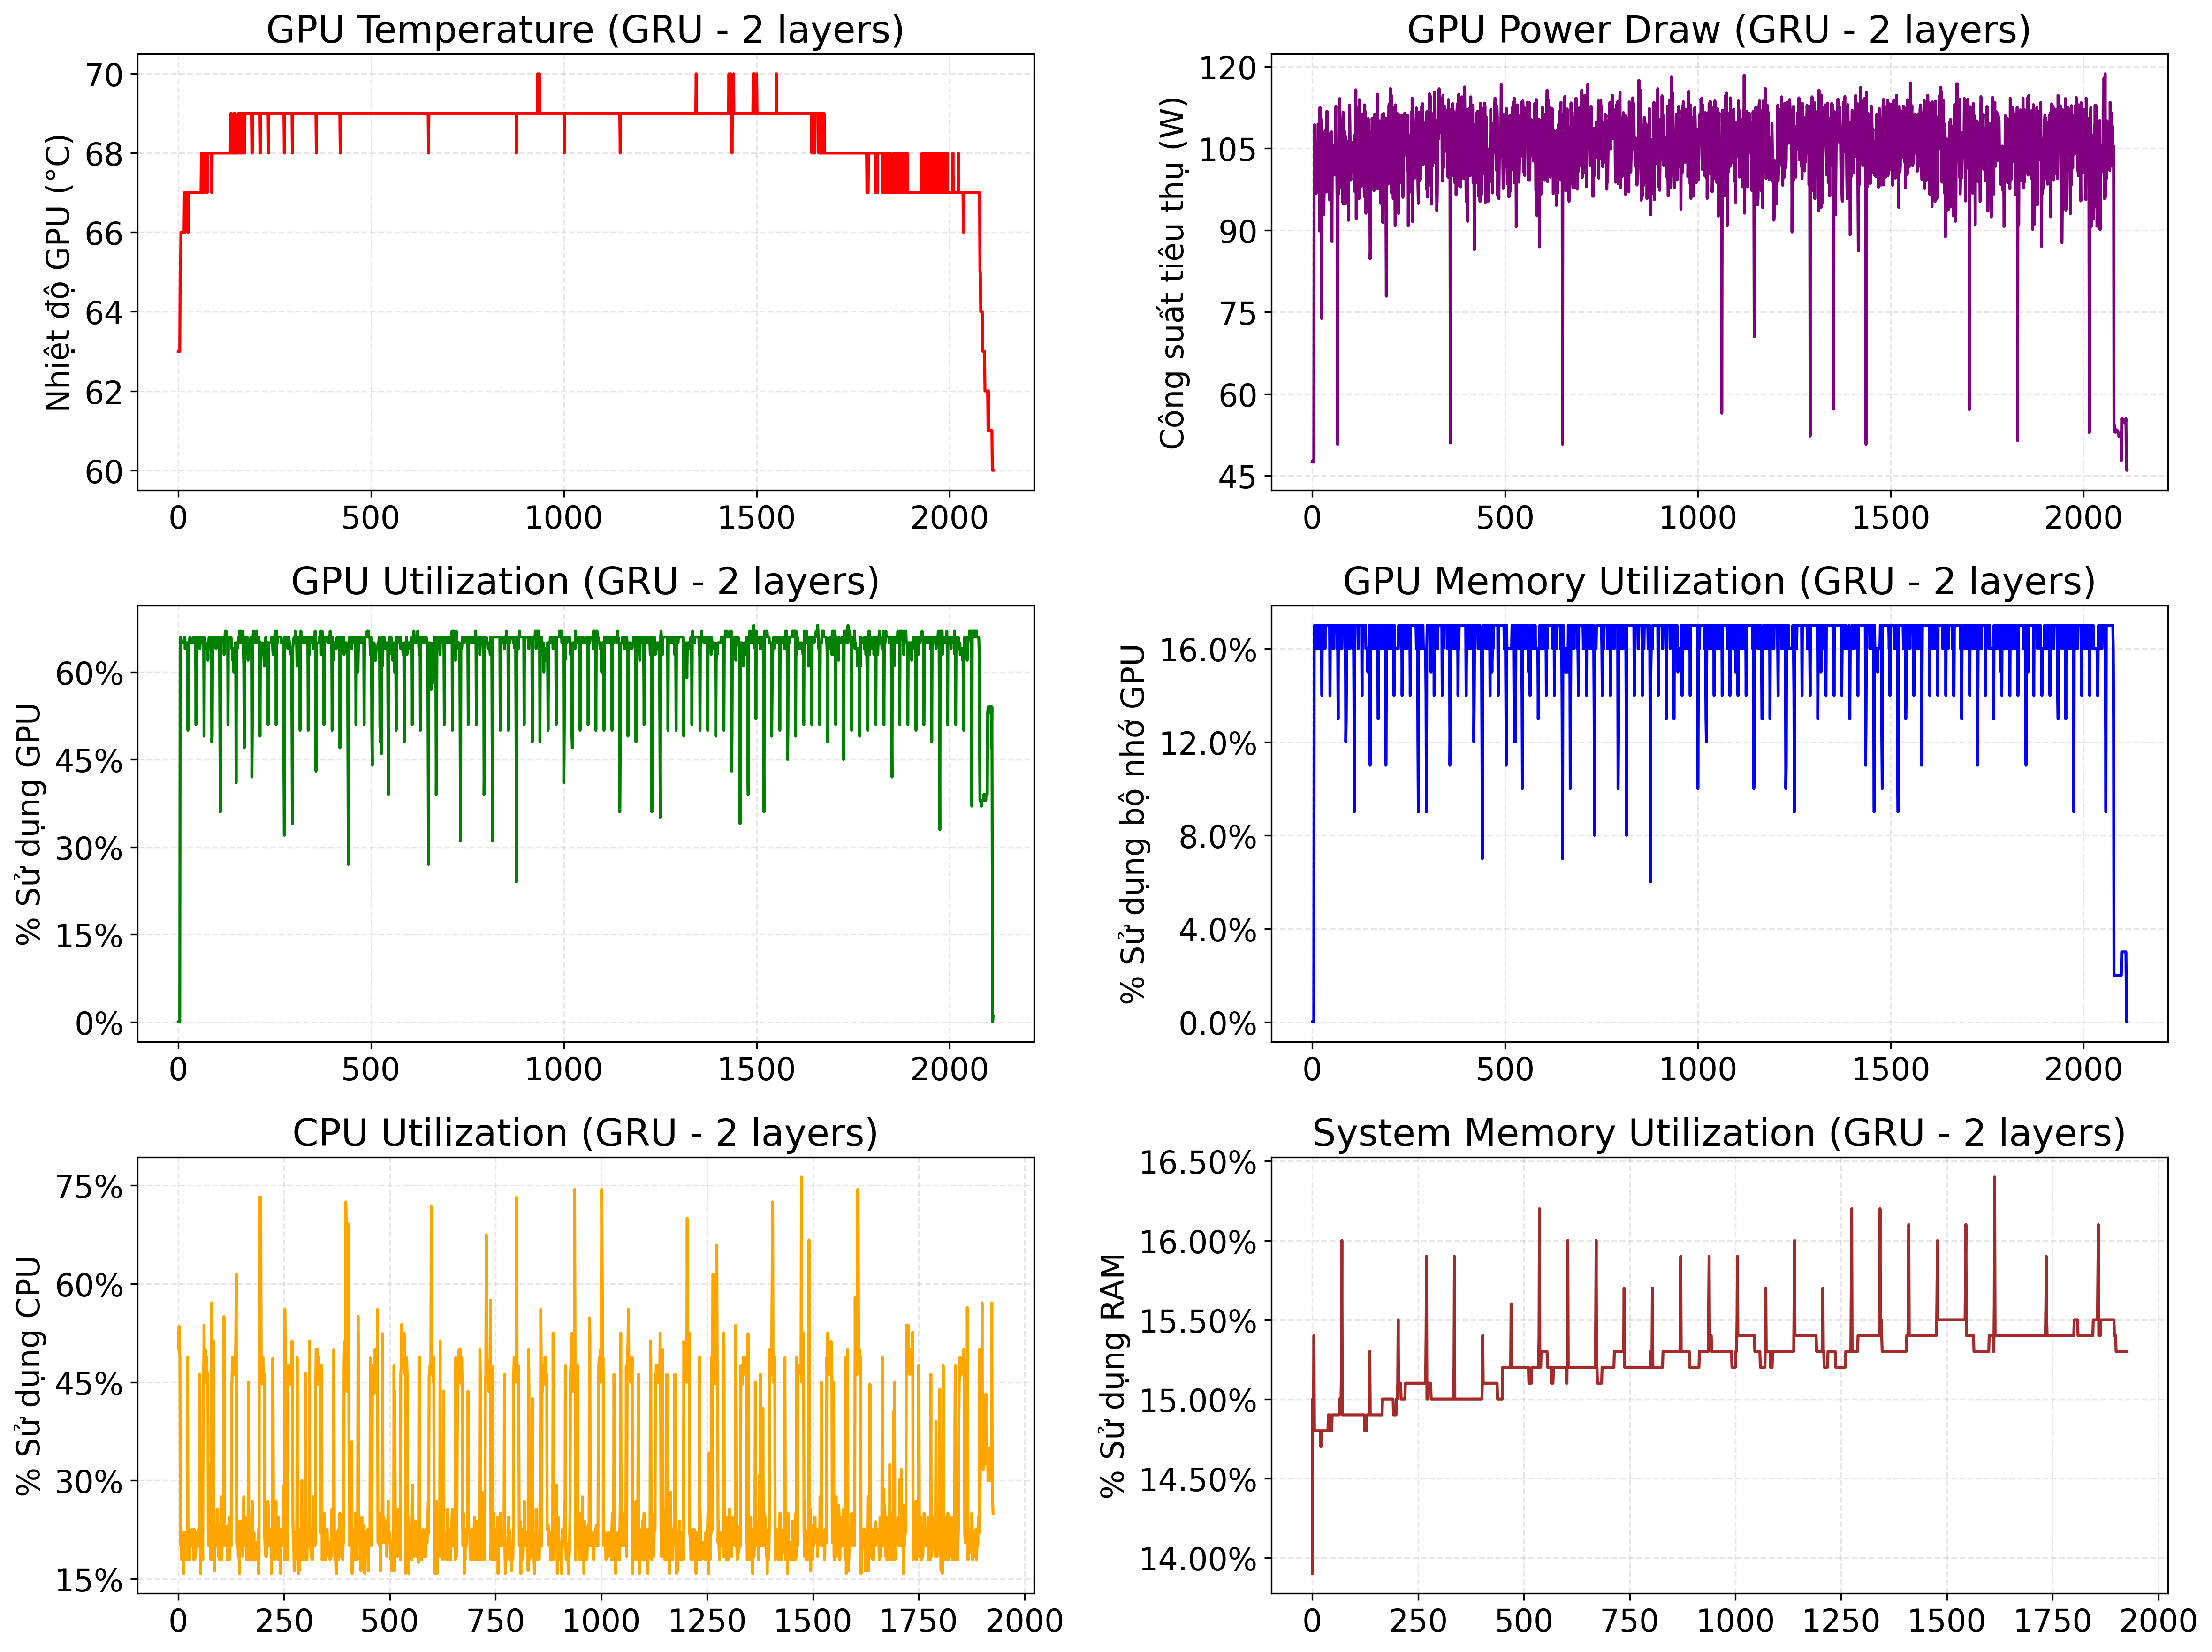 GPU Temperature (GRU - 2 layers)
Nhiệt độ GPU (°C)
70
68
66
64
62
60
0 500 1000 1500 2000
GPU Power Draw (GRU - 2 layers)
Công suất tiêu thụ (W)
120
105
90
75
60
45
0 500 1000 1500 2000
GPU Utilization (GRU - 2 layers)
% Sử dụng GPU
60%
45%
30%
15%
0%
0 500 1000 1500 2000
GPU Memory Utilization (GRU - 2 layers)
% Sử dụng bộ nhớ GPU
16.0%
12.0%
8.0%
4.0%
0.0%
0 500 1000 1500 2000
CPU Utilization (GRU - 2 layers)
% Sử dụng CPU
75%
60%
45%
30%
15%
0 250 500 750 1000 1250 1500 1750 2000
System Memory Utilization (GRU - 2 layers)
% Sử dụng RAM
16.50%
16.00%
15.50%
15.00%
14.50%
14.00%
0 250 500 750 1000 1250 1500 1750 2000